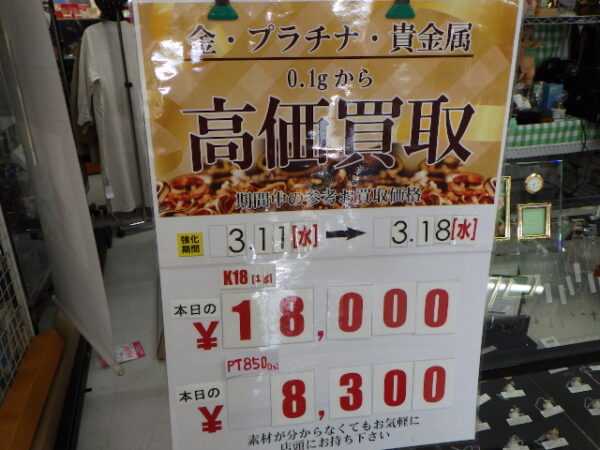 金・プラチナ・貴金属
0.1gから
高価買取
期間中の参考お買取価格
強化期間
3.11[水] → 3.18[水]
K18 [1g]
本日の ¥18,000
PT850(1g)
本日の ¥8,300
素材が分からなくてもお気軽に
店頭にお持ち下さい